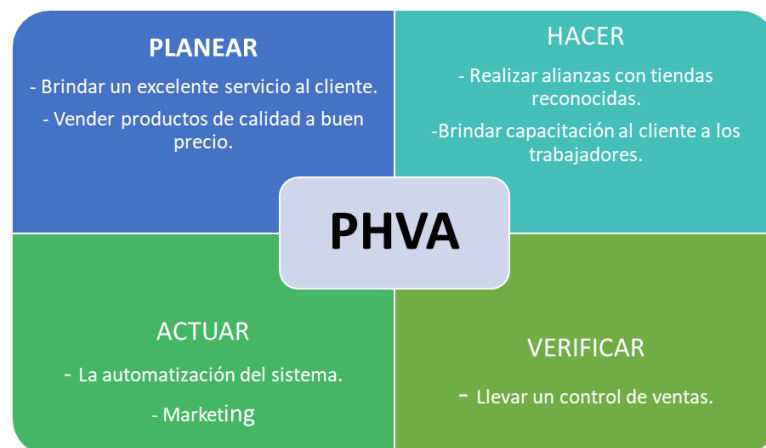 PLANEAR
- Brindar un excelente servicio al cliente.
- Vender productos de calidad a buen
precio.
HACER
- Realizar alianzas con tiendas
reconocidas.
-Brindar capacitación al cliente a los
trabajadores.
PHVA
ACTUAR
- La automatización del sistema.
- Marketing
VERIFICAR
- Llevar un control de ventas.